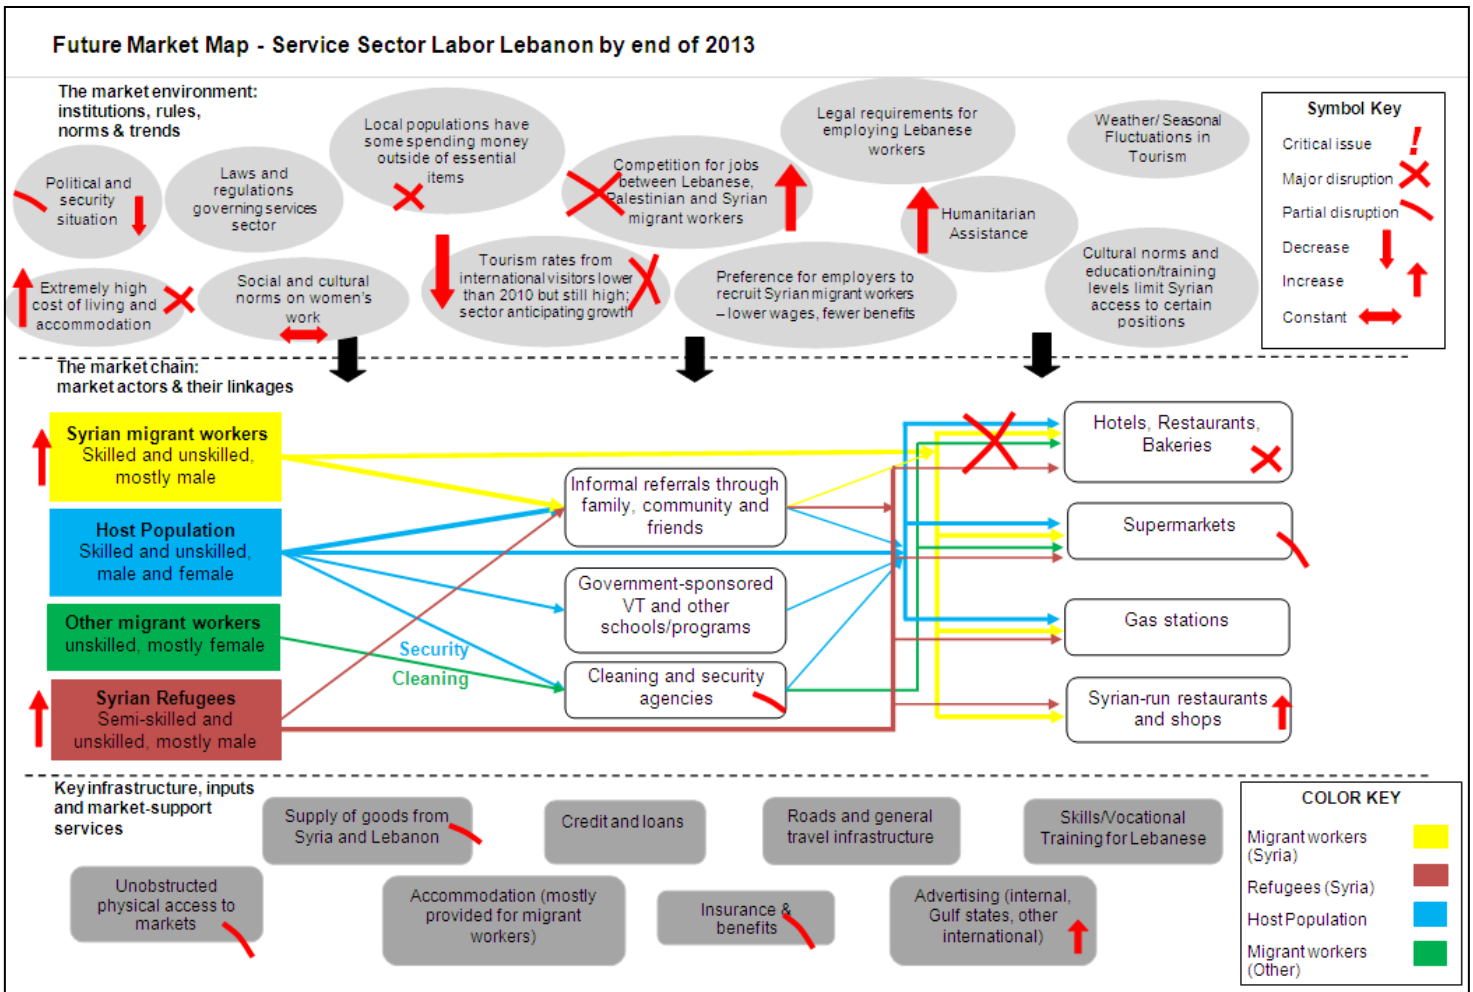 Future Market Map - Service Sector Labor Lebanon by end of 2013
The market environment:
institutions, rules,
norms & trends
Political and
security
situation
Laws and
regulations
governing services
sector
Local populations have
some spending money
outside of essential
items
Competition for jobs
between Lebanese,
Palestinian and Syrian
migrant workers
Legal requirements for
employing Lebanese
workers
Weather/ Seasonal
Fluctuations in
Tourism
Extremely high
cost of living and
accommodation
Social and cultural
norms on women's
work
Tourism rates from
international visitors lower
than 2010 but still high;
sector anticipating growth
Preference for employers to
recruit Syrian migrant workers
– lower wages, fewer benefits
Humanitarian
Assistance
Cultural norms and
education/training
levels limit Syrian
access to certain
positions
Symbol Key
Critical issue
Major disruption
Partial disruption
Decrease
Increase
Constant
The market chain:
market actors & their linkages
Syrian migrant workers
Skilled and unskilled,
mostly male
Host Population
Skilled and unskilled,
male and female
Other migrant workers
unskilled, mostly female
Syrian Refugees
Semi-skilled and
unskilled, mostly male
Security
Cleaning
Informal referrals through
family, community and
friends
Government-sponsored
VT and other
schools/programs
Cleaning and security
agencies
Hotels, Restaurants,
Bakeries
Supermarkets
Gas stations
Syrian-run restaurants
and shops
Key infrastructure, inputs
and market-support
services
Supply of goods from
Syria and Lebanon
Credit and loans
Roads and general
travel infrastructure
Skills/Vocational
Training for Lebanese
Unobstructed
physical access to
markets
Accommodation (mostly
provided for migrant
workers)
Insurance &
benefits
Advertising (internal,
Gulf states, other
international)
COLOR KEY
Migrant workers
(Syria)
Refugees (Syria)
Host Population
Migrant workers
(Other)